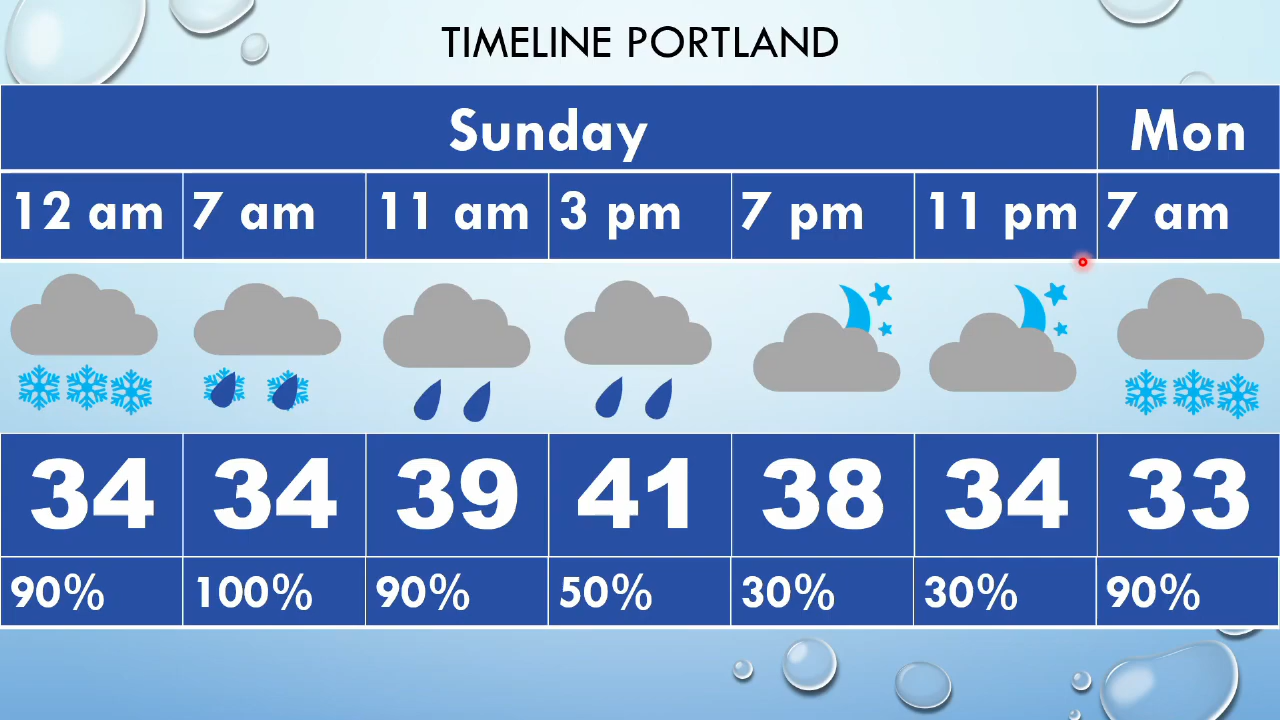 TIMELINE PORTLAND
Sunday Mon
12 am 7 am 11 am 3 pm 7 pm 11 pm 7 am
34 34 39 41 38 34 33
90% 100% 90% 50% 30% 30% 90%